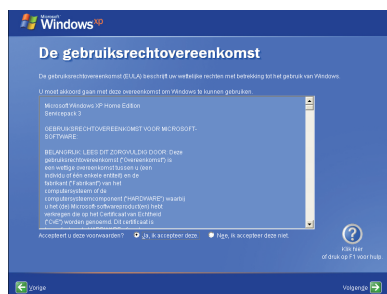 Microsoft
Windows xp
De gebruiksrechtovereenkomst
De gebruiksrechtovereenkomst (EULA) beschrijft uw wettelijke rechten met betrekking tot het gebruik van Windows.
U moet akkoord gaan met deze overeenkomst om Windows te kunnen gebruiken.
Microsoft Windows XP Home Edition
Servicepack 3
GEBRUIKSRECHTOVEREENKOMST VOOR MICROSOFT-
SOFTWARE
BELANGRIJK: LEES DIT ZORGVULDIG DOOR: Deze
gebruiksrechtovereenkomst ("Overeenkomst") is
een wettige overeenkomst tussen u (een
individu of één enkele entiteit) en de
fabrikant ("Fabrikant") van het
computersysteem of de
computersysteemcomponent ("HARDWARE") waarbij
u het (de) Microsoft-softwareproduct(en) hebt
verkregen die op het Certificaat van Echtheid
("CvE") worden genoemd. Dit certificaat is
Accepteert u deze voorwaarden? Ja, ik accepteer deze. Nee, ik accepteer deze niet.
Klik hier
of druk op F1 voor hulp
Vorige
Volgende